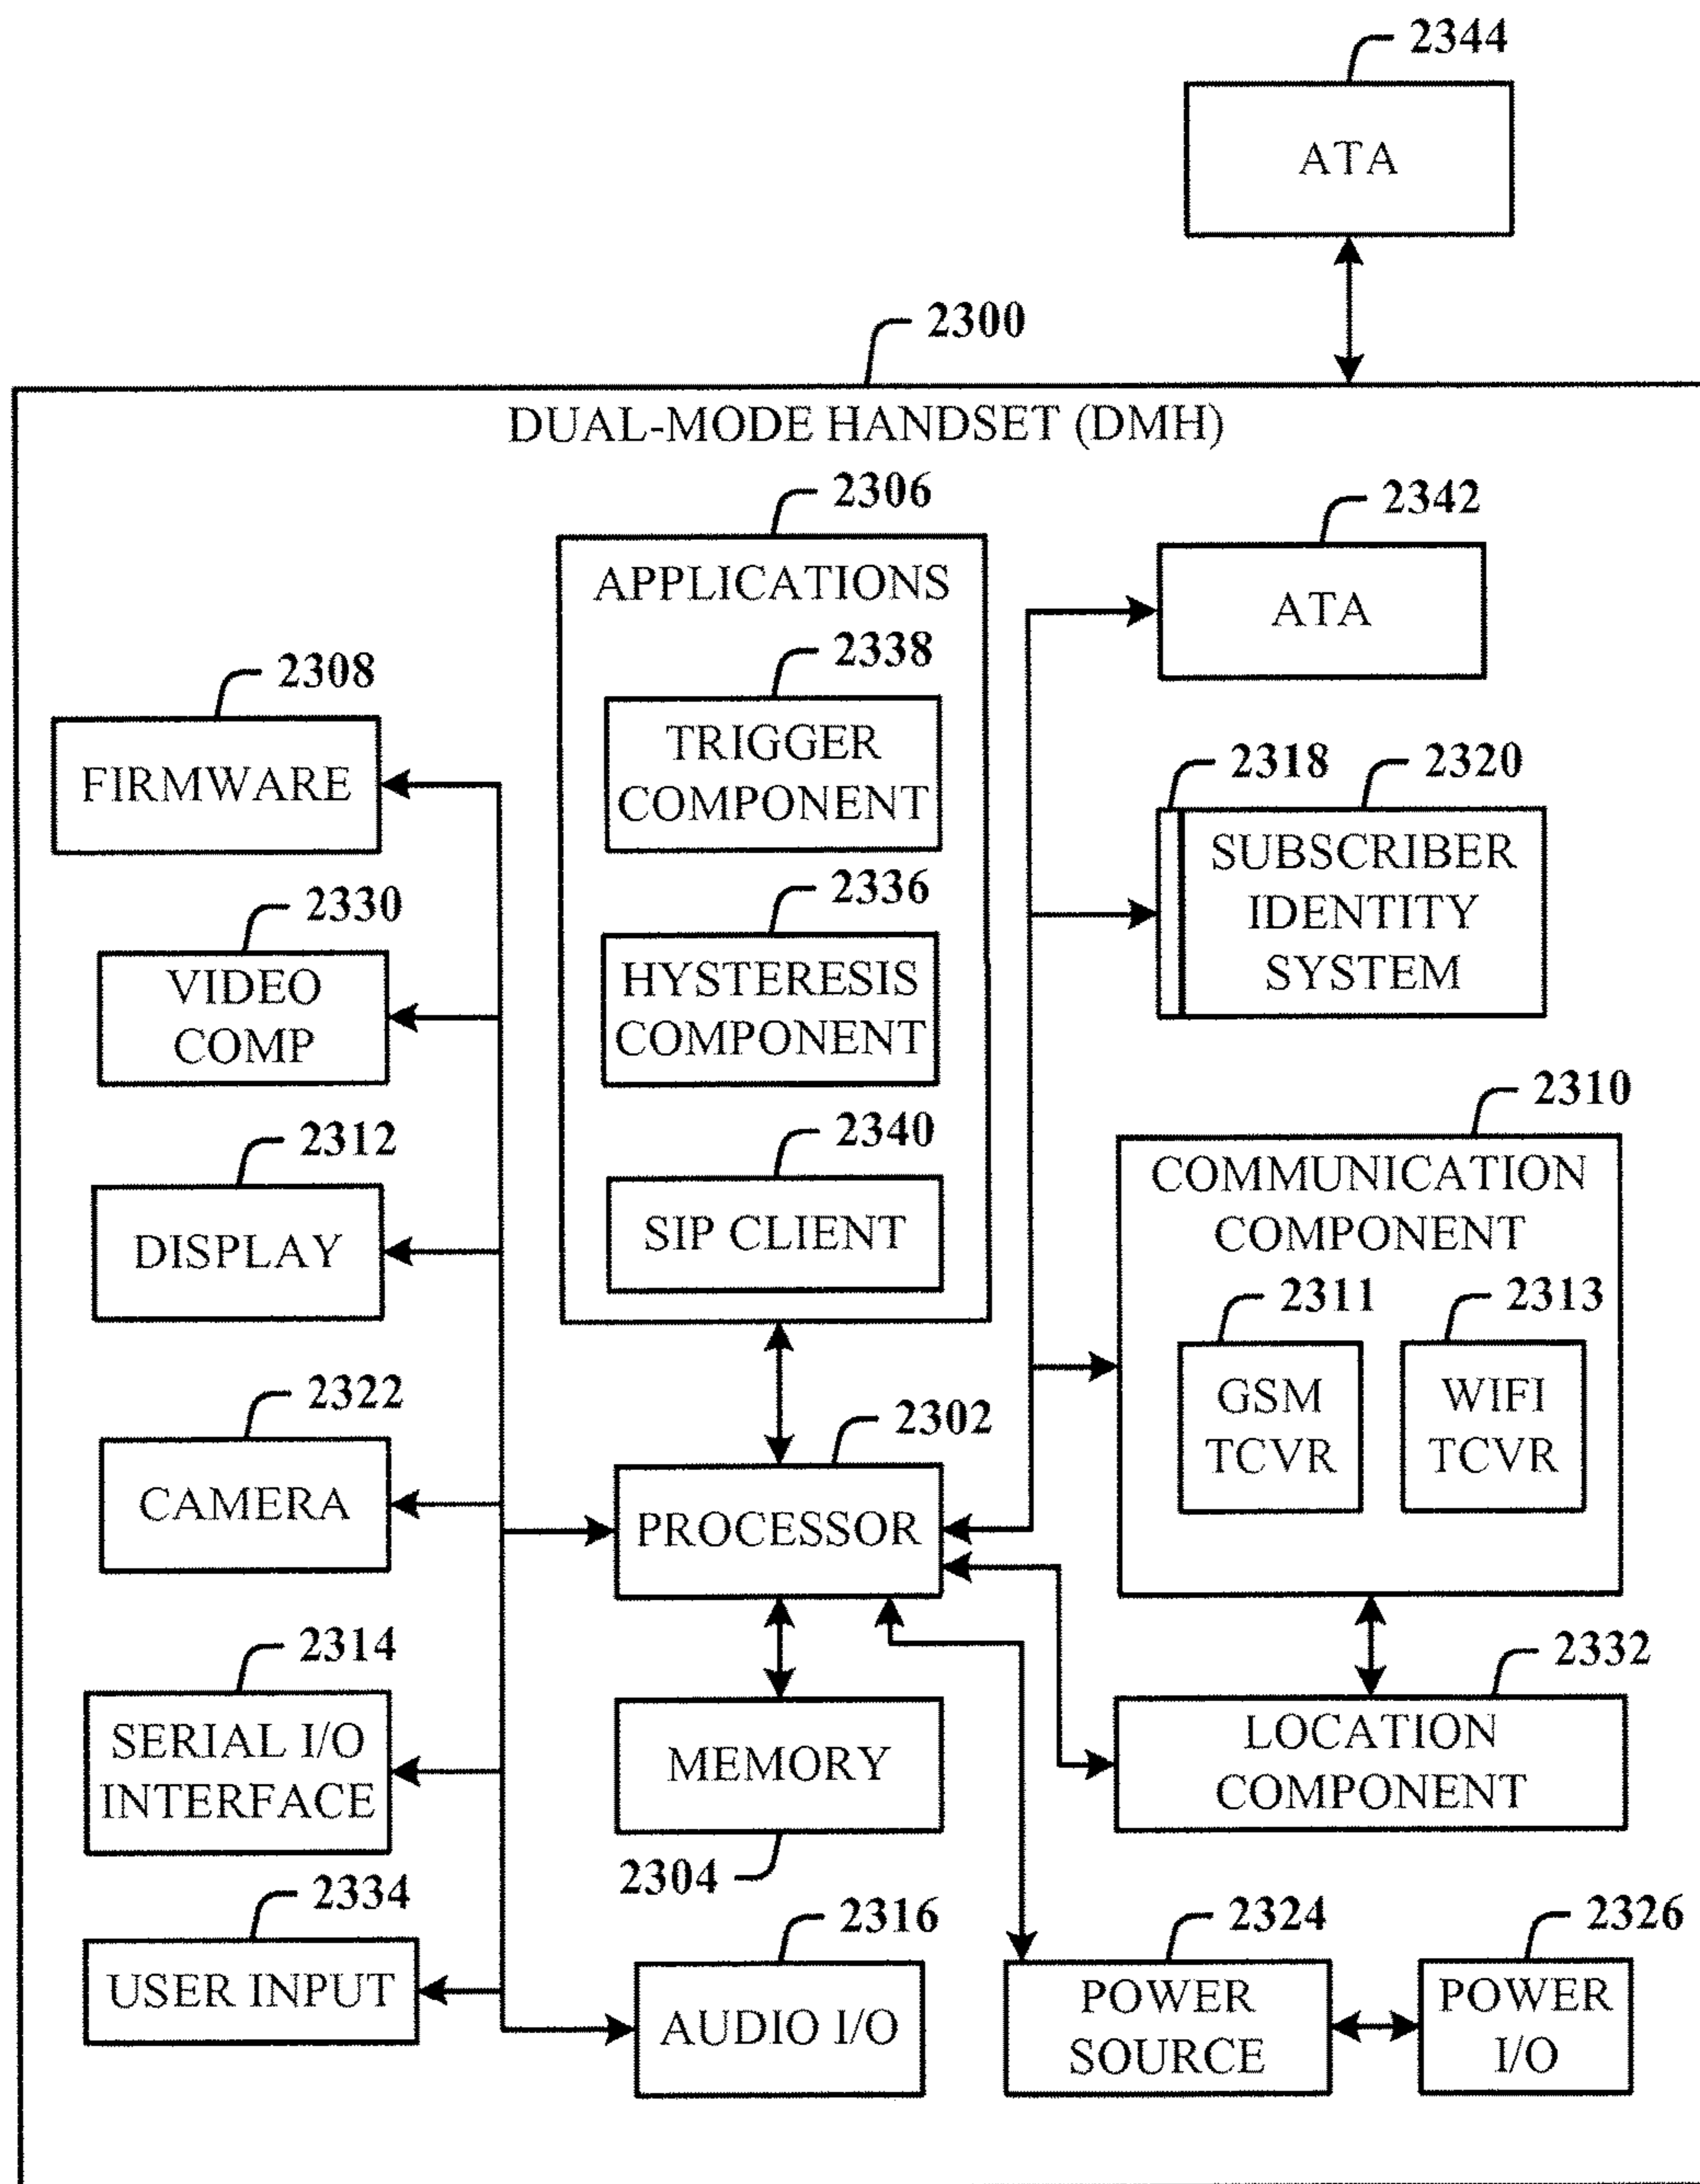 2344
ATA
2300
DUAL-MODE HANDSET (DMH)
2306
APPLICATIONS
2338
TRIGGER
COMPONENT
2336
HYSTERESIS
COMPONENT
2340
SIP CLIENT
2342
ATA
2318
2320
SUBSCRIBER
IDENTITY
SYSTEM
2308
FIRMWARE
2330
VIDEO
COMP
2312
DISPLAY
2322
CAMERA
2314
SERIAL I/O
INTERFACE
2334
USER INPUT
2310
COMMUNICATION
COMPONENT
2311
GSM
TCVR
2313
WIFI
TCVR
2302
PROCESSOR
MEMORY
2304
2332
LOCATION
COMPONENT
2316
AUDIO I/O
2324
POWER
SOURCE
2326
POWER
I/O